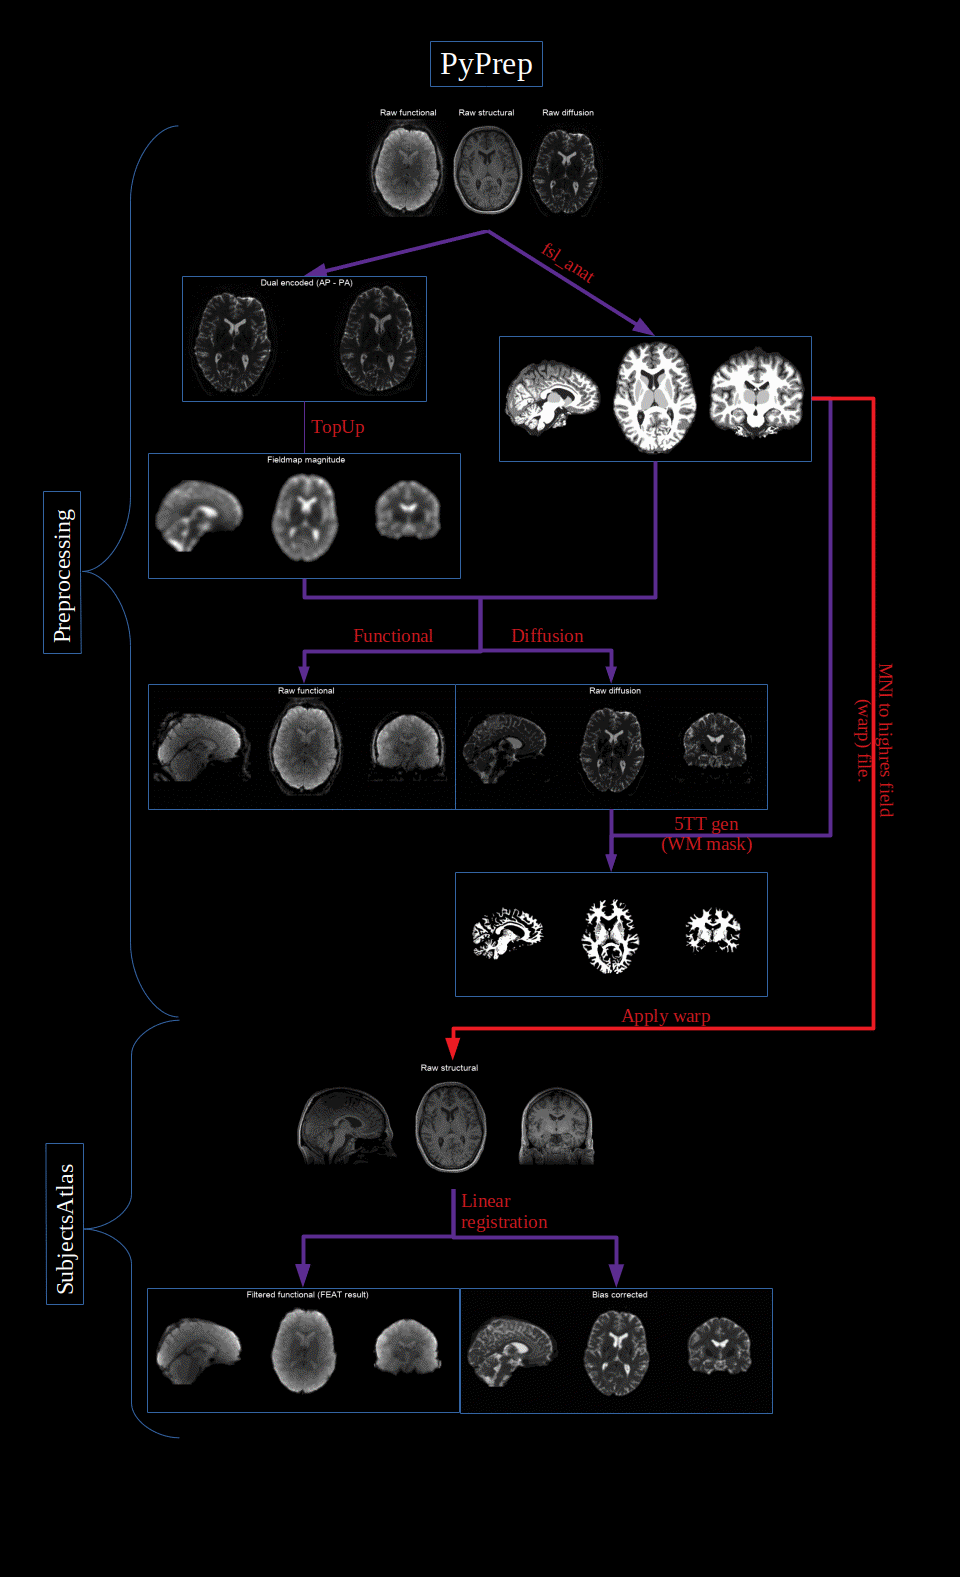 PyPrep
Raw functional
Raw structural
Raw diffusion
fsl_anat
Dual encoded (AP - PA)
TopUp
Fieldmap magnitude
Preprocessing
Functional
Diffusion
Raw functional
Raw diffusion
MNI to highres field
(warp) file.
5TT gen
(WM mask)
Apply warp
Raw structural
SubjectsAtlas
Linear
registration
Filtered functional (FEAT result)
Bias corrected